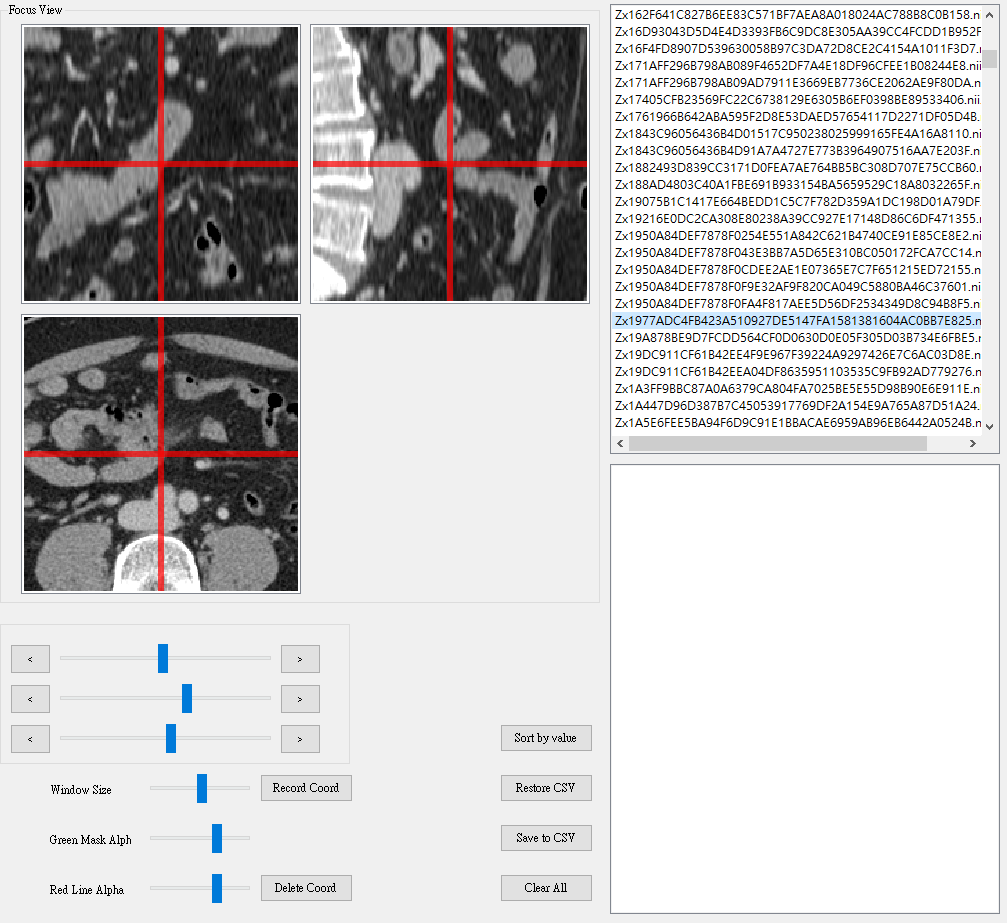 Focus View
Zx162F641C827B6EE83C571BF7AEA8A018024AC788B8C0B158.ni
Zx16D93043D5D4E4D3393FB6C9DC8E305AA39CC4FCDD1B952F
Zx16F4FD8907D539630058B97C3DA72D8CE2C4154A1011F3D7.
Zx171AFF296B798AB089F4652DF7A4E18DF96CFEE1B08244E8.nii
Zx171AFF296B798AB09AD7911E3669EB7736CE2062AE9F80DA.n
Zx17405CFB23569FC22C6738129E6305B6EF0398BE89533406.ni
Zx1761966B642ABA595F2D8E53DAED57654117D2271DF05D4B.
Zx1843C96056436B4D01517C950238025999165FE4A16A8110.ni
Zx1843C96056436B4D91A7A4727E773B3964907516AA7E203F.n
Zx1882493D839CC3171D0FEA7AE764BB5BC308D707E75CCB60.
Zx188AD4803C40A1FBE691B933154BA5659529C18A8032265F.n
Zx19075B1C1417E664BEDD1C5C7F782D359A1DC198D01A79DF
Zx19216E0DC2CA308E80238A39CC927E17148D86C6DF471355.
Zx1950A84DEF7878F0254E551A842C621B4740CE91E85CE8E2.n
Zx1950A84DEF7878F043E3BB7A5D65E310BC050172FCA7CC14.
Zx1950A84DEF7878F0CDEE2AE1E07365E7C7F651215ED72155.
Zx1950A84DEF7878F0F9E32AF9F820CA049C5880BA46C37601.ni
Zx1950A84DEF7878F0FA4F817AEE5D56DF2534349D8C94B8F5.n
Zx1977ADC4FB423A510927DE5147FA1581381604AC0BB7E825.n
Zx19A878BE9D7FCDD564CF0D0630D0E05F305D03B734E6FBE5.
Zx19DC911CF61B42EE4F9E967F39224A9297426E7C6AC03D8E.
Zx19DC911CF61B42EEA04DF8635951103535C9FB92AD779276.
Zx1A3FF9BBC87A0A6379CA804FA7025BE5E55D98B90E6E911E.
Zx1A447D96D387B7C45053917769DF2A154E9A765A87D51A24.
Zx1A5E6FEE5BA94F6D9C91E1BBACAE6959AB96EB6442A0524B.
<
>
<
>
<
>
Sort by value
Window Size
Record Coord
Restore CSV
Green Mask Alph
Save to CSV
Red Line Alpha
Delete Coord
Clear All